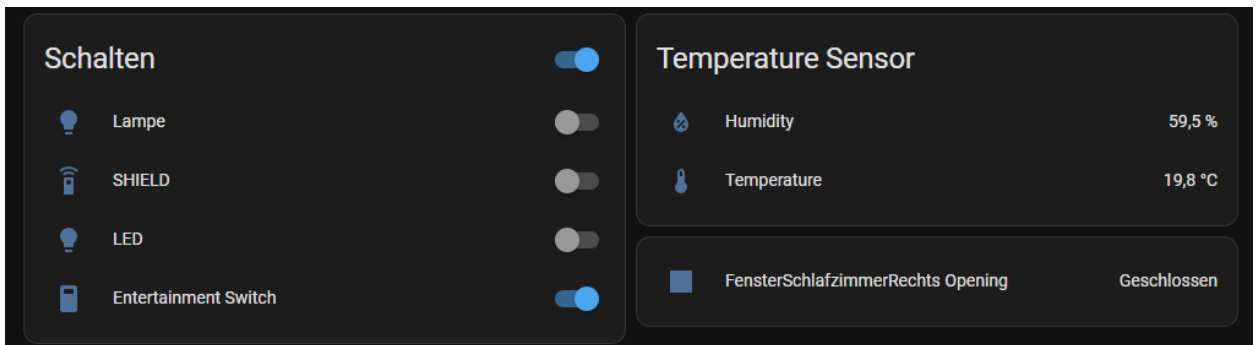 Schalten
Lampe
SHIELD
LED
Entertainment Switch
Temperature Sensor
Humidity 59,5 %
Temperature 19,8 °C
FensterSchlafzimmerRechts Opening Geschlossen